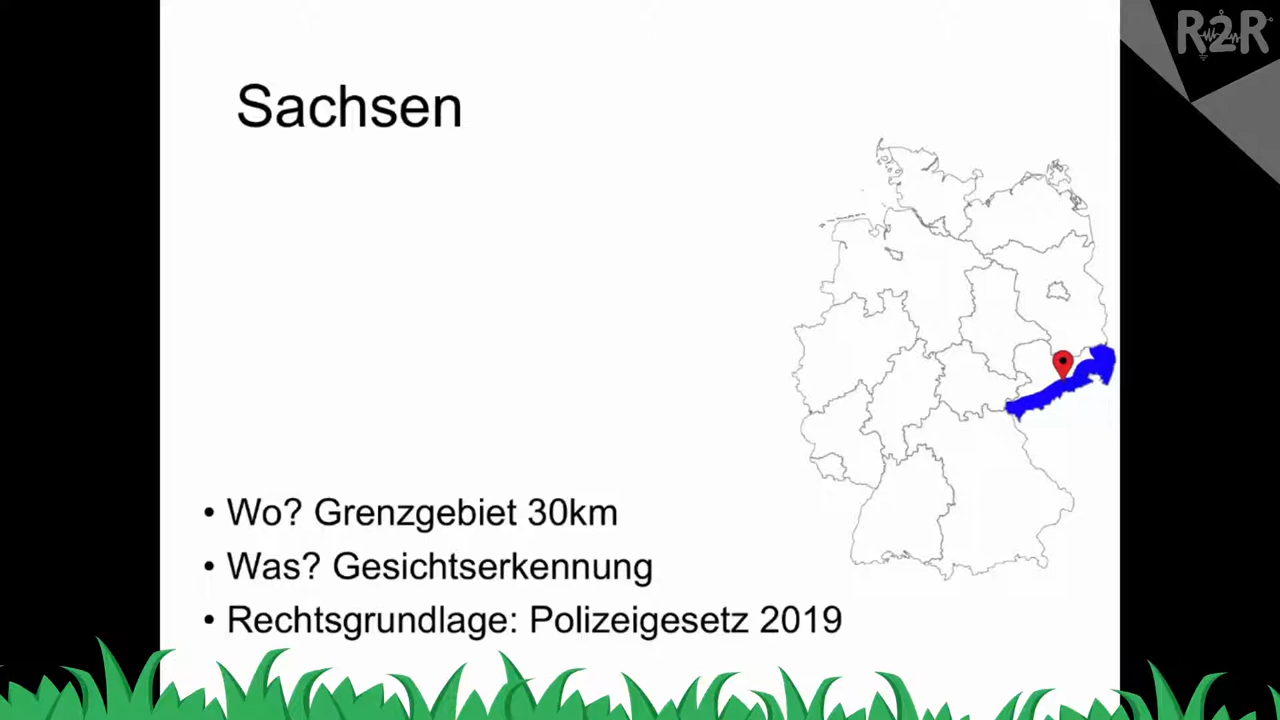 R2R
Sachsen
• Wo? Grenzgebiet 30km
• Was? Gesichtserkennung
• Rechtsgrundlage: Polizeigesetz 2019